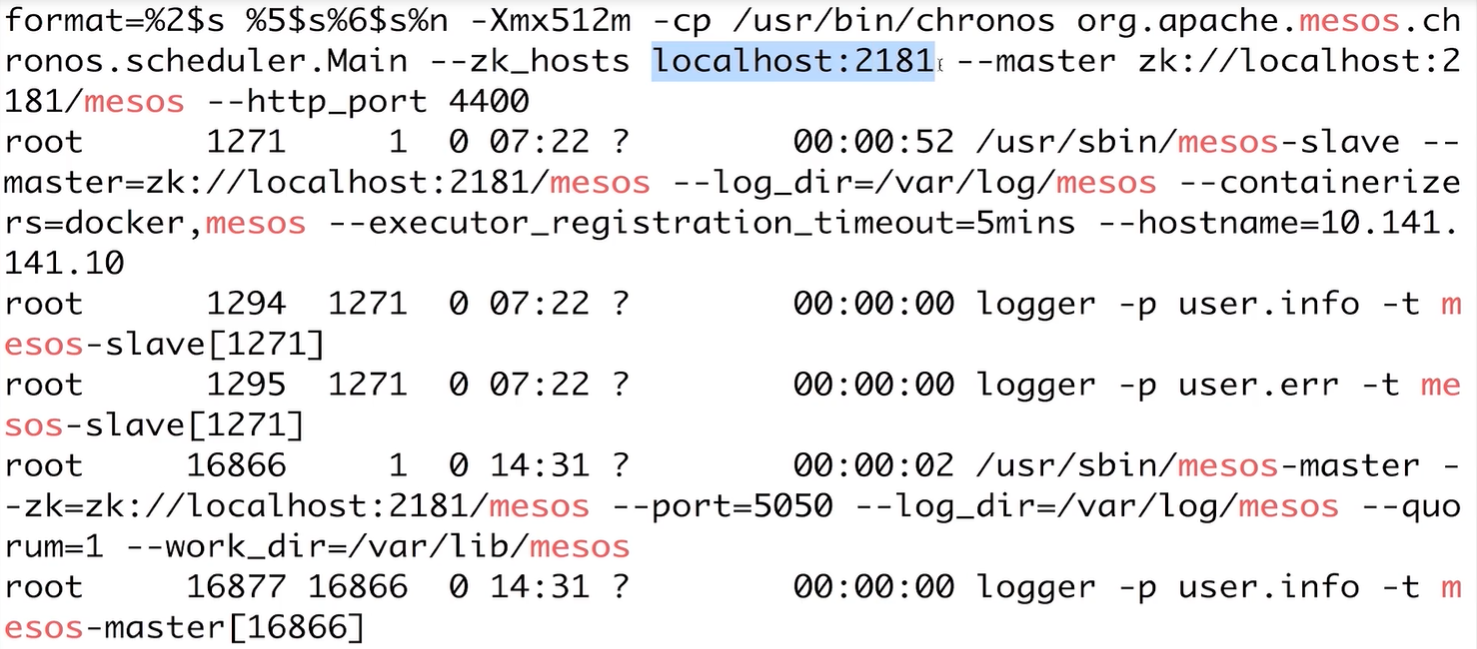 format=%2$s %5$s%6$s%n -Xmx512m -cp /usr/bin/chronos org.apache.mesos.ch
ronos.scheduler.Main --zk_hosts localhost:2181 --master zk://localhost:2
181/mesos --http_port 4400
root      1271     1  0 07:22 ?        00:00:52 /usr/sbin/mesos-slave --
master=zk://localhost:2181/mesos --log_dir=/var/log/mesos --containerize
rs=docker,mesos --executor_registration_timeout=5mins --hostname=10.141.
141.10
root      1294  1271  0 07:22 ?        00:00:00 logger -p user.info -t m
esos-slave[1271]
root      1295  1271  0 07:22 ?        00:00:00 logger -p user.err -t me
sos-slave[1271]
root     16866     1  0 14:31 ?        00:00:02 /usr/sbin/mesos-master -
-zk=zk://localhost:2181/mesos --port=5050 --log_dir=/var/log/mesos --quo
rum=1 --work_dir=/var/lib/mesos
root     16877 16866  0 14:31 ?        00:00:00 logger -p user.info -t m
esos-master[16866]